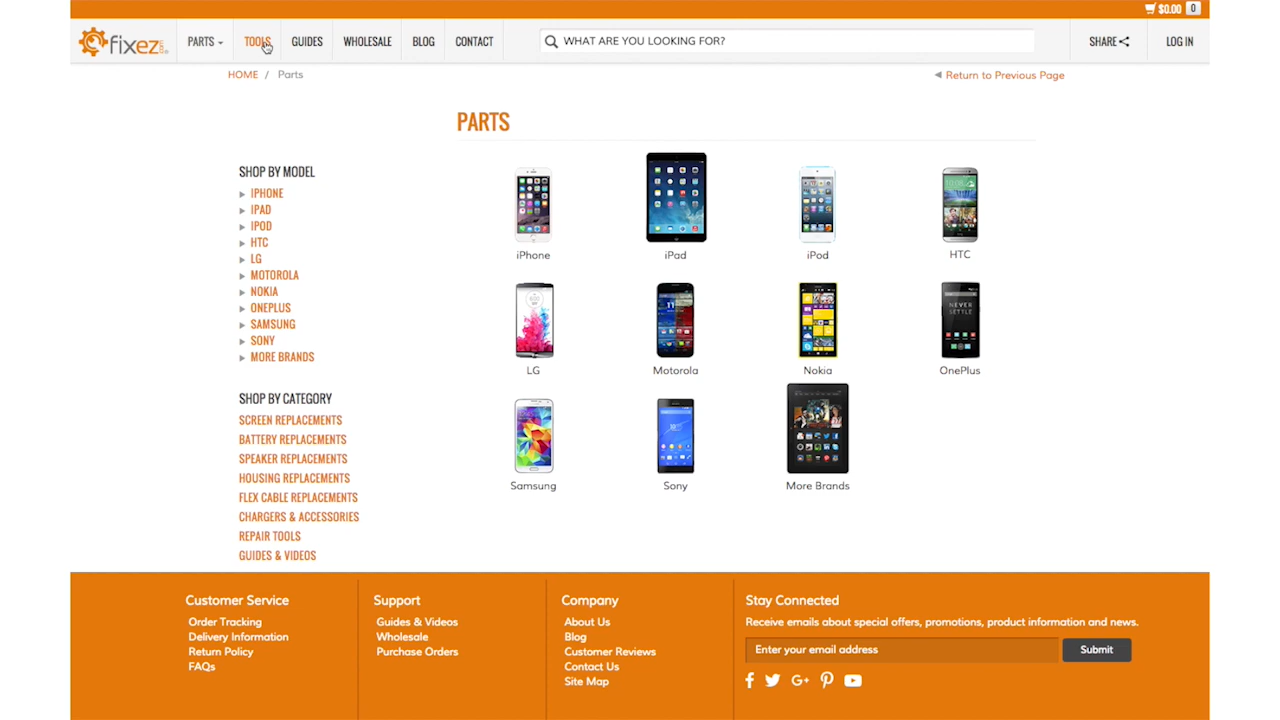 $0.00 0
fixez.com PARTS TOOLS GUIDES WHOLESALE BLOG CONTACT WHAT ARE YOU LOOKING FOR? SHARE LOG IN
HOME / Parts Return to Previous Page
PARTS
SHOP BY MODEL
IPHONE
IPAD
IPOD
HTC
LG
MOTOROLA
NOKIA
ONEPLUS
SAMSUNG
SONY
MORE BRANDS
SHOP BY CATEGORY
SCREEN REPLACEMENTS
BATTERY REPLACEMENTS
SPEAKER REPLACEMENTS
HOUSING REPLACEMENTS
FLEX CABLE REPLACEMENTS
CHARGERS & ACCESSORIES
REPAIR TOOLS
GUIDES & VIDEOS
iPhone iPad iPod HTC
NEVER
SETTLE
LG Motorola Nokia OnePlus
Samsung Sony More Brands
Customer Service
Order Tracking
Delivery Information
Return Policy
FAQs
Support
Guides & Videos
Wholesale
Purchase Orders
Company
About Us
Blog
Customer Reviews
Contact Us
Site Map
Stay Connected
Receive emails about special offers, promotions, product information and news.
Enter your email address Submit